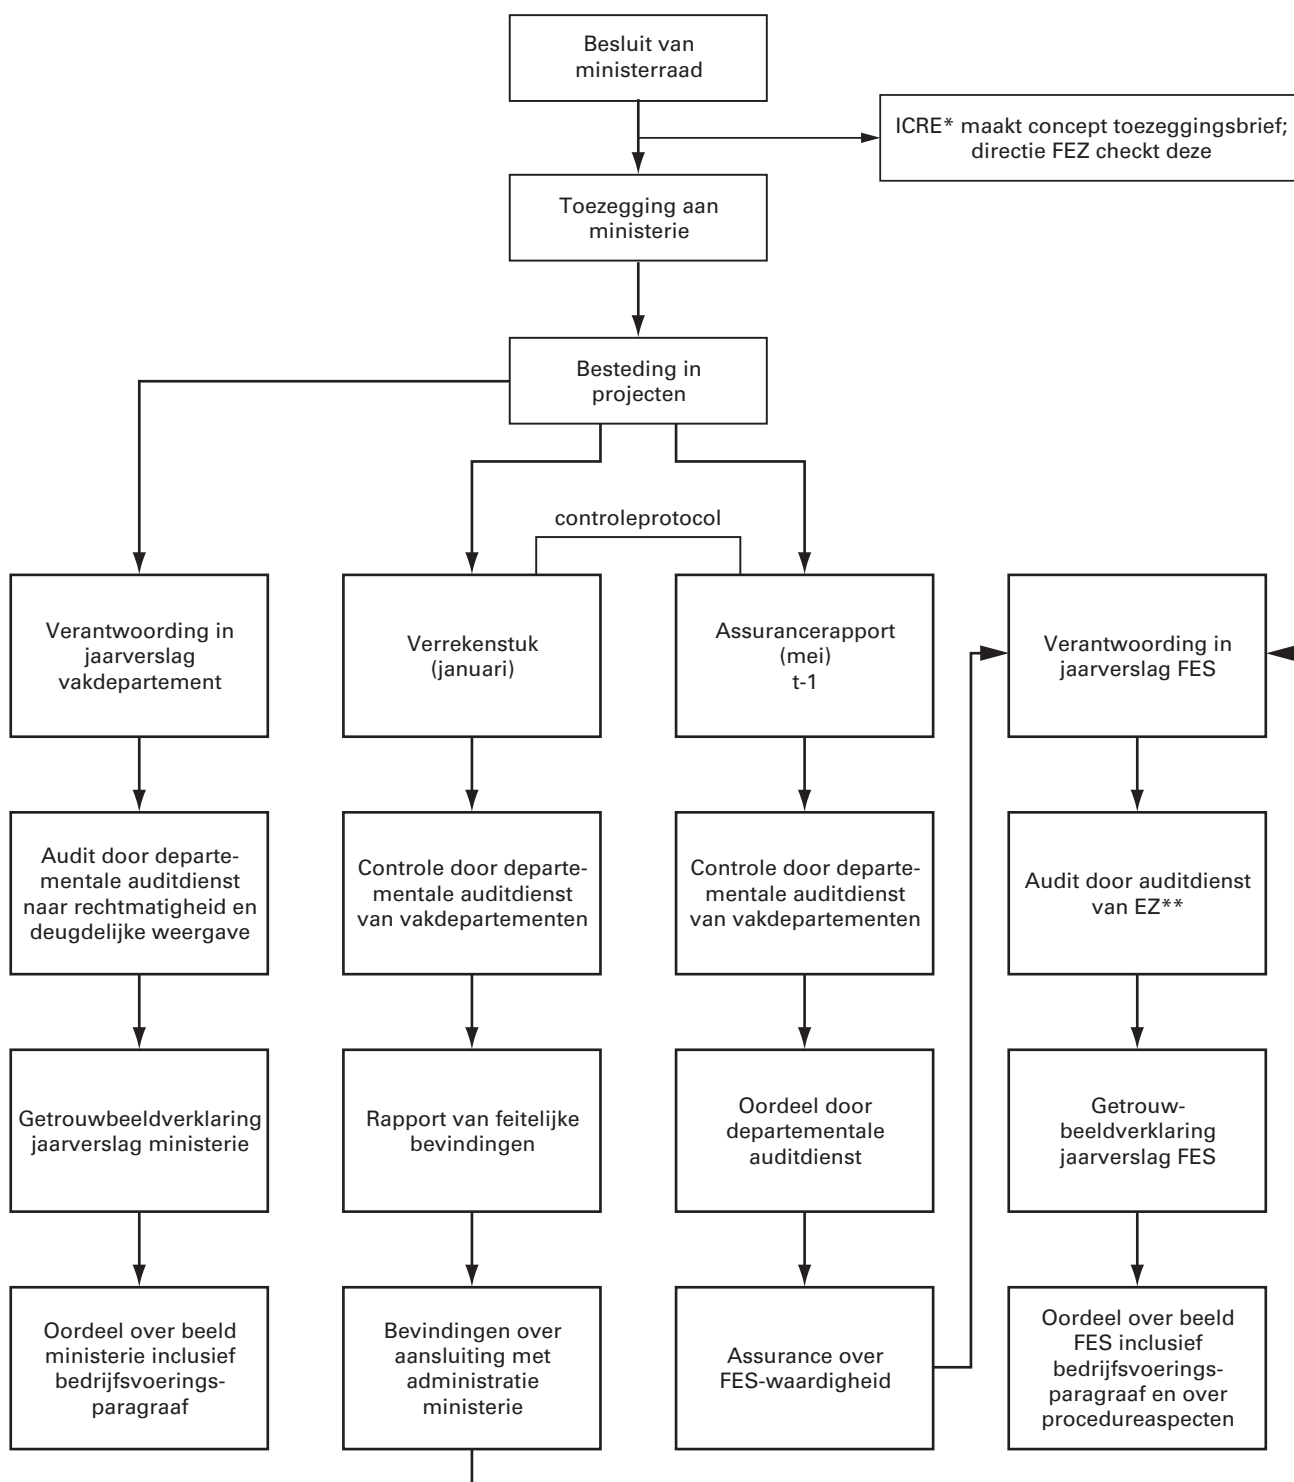 Besluit van
ministerraad
ICRE* maakt concept toezeggingsbrief;
directie FEZ checkt deze
Toezegging aan
ministerie
Besteding in
projecten
controleprotocol
Verantwoording in
jaarverslag
vakdepartement
Verrekenstuk
(januari)
Assurancerapport
(mei)
t-1
Verantwoording in
jaarverslag FES
Audit door departe-
mentale auditdienst
naar rechtmatigheid en
deugdelijke weergave
Controle door departe-
mentale auditdienst
van vakdepartementen
Controle door departe-
mentale auditdienst
van vakdepartementen
Audit door auditdienst
van EZ**
Getrouwbeeldverklaring
jaarverslag ministerie
Rapport van feitelijke
bevindingen
Oordeel door
departementale
auditdienst
Getrouw-
beeldverklaring
jaarverslag FES
Oordeel over beeld
ministerie inclusief
bedrijfsvoerings-
paragraaf
Bevindingen over
aansluiting met
administratie
ministerie
Assurance over
FES-waardigheid
Oordeel over beeld
FES inclusief
bedrijfsvoerings-
paragraaf en over
procedureaspecten